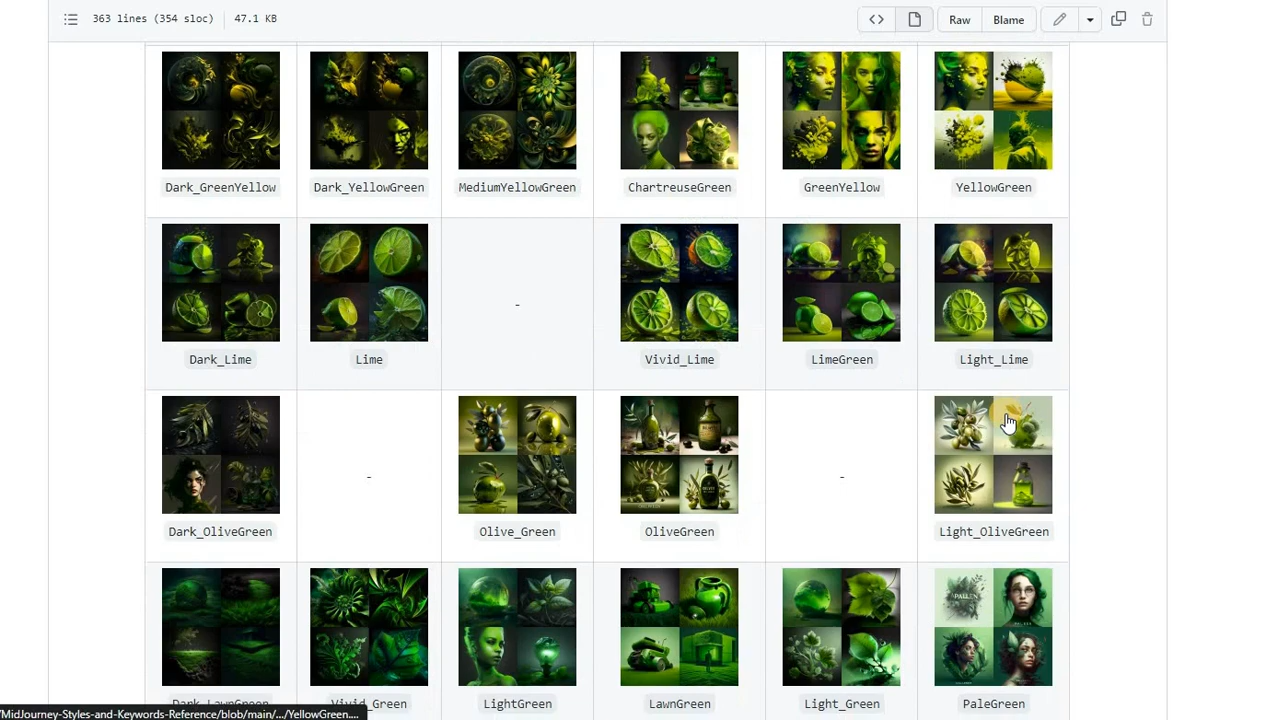 363 lines (354 sloc) 47.1 KB Raw Blame
Dark_GreenYellow Dark_YellowGreen MediumYellowGreen ChartreuseGreen GreenYellow YellowGreen
-
Dark_Lime Lime Vivid_Lime LimeGreen Light_Lime
- -
Dark_OliveGreen Olive_Green OliveGreen Light_OliveGreen
Dark_LawnGreen Vivid_Green LightGreen LawnGreen Light_Green PaleGreen
/MidJourney-Styles-and-Keywords-Reference/blob/main/.../YellowGreen....